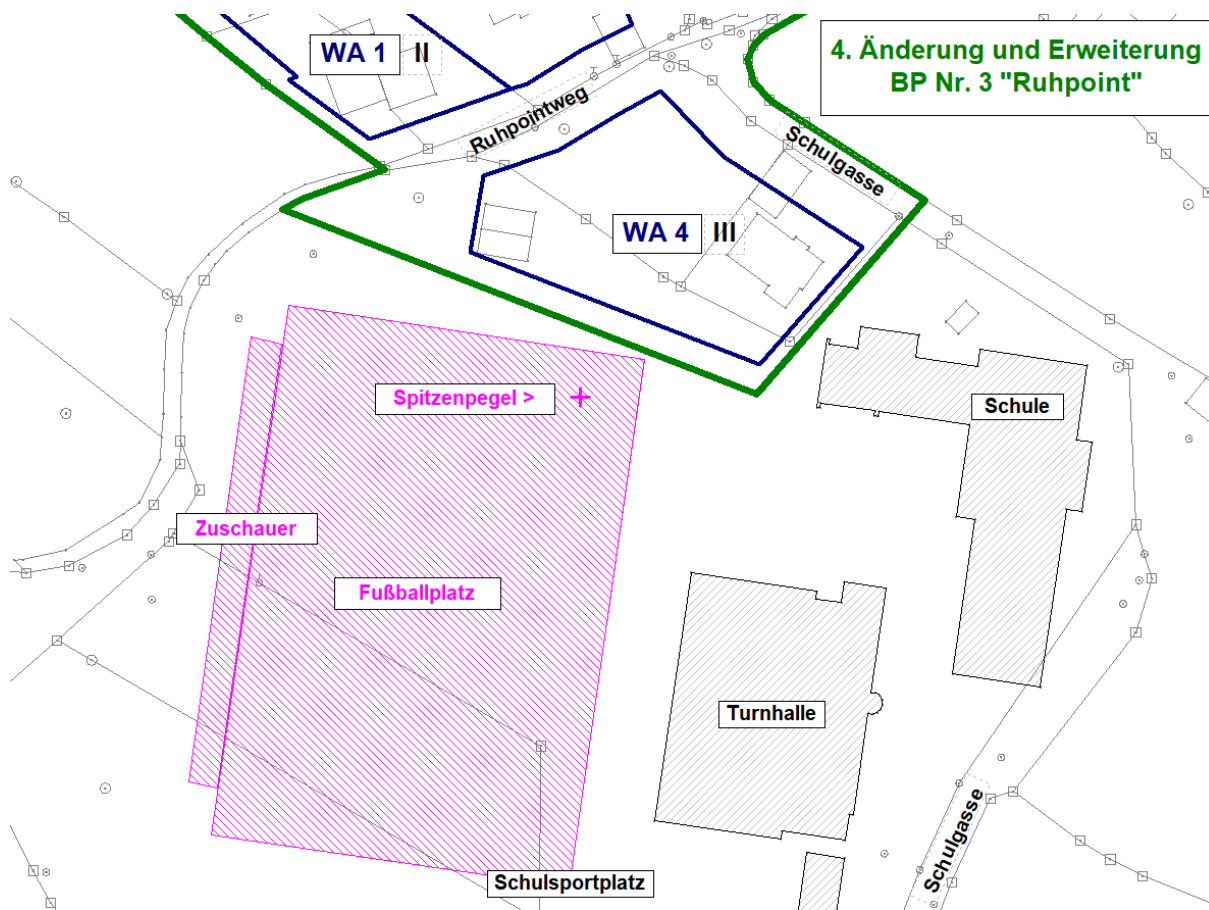 4. Änderung und Erweiterung
BP Nr. 3 "Ruhpoint"
WA 1 II
Ruhpointweg
Schulgasse
WA 4 III
Spitzenpegel >
Schule
Zuschauer
Fußballplatz
Turnhalle
Schulgasse
Schulsportplatz